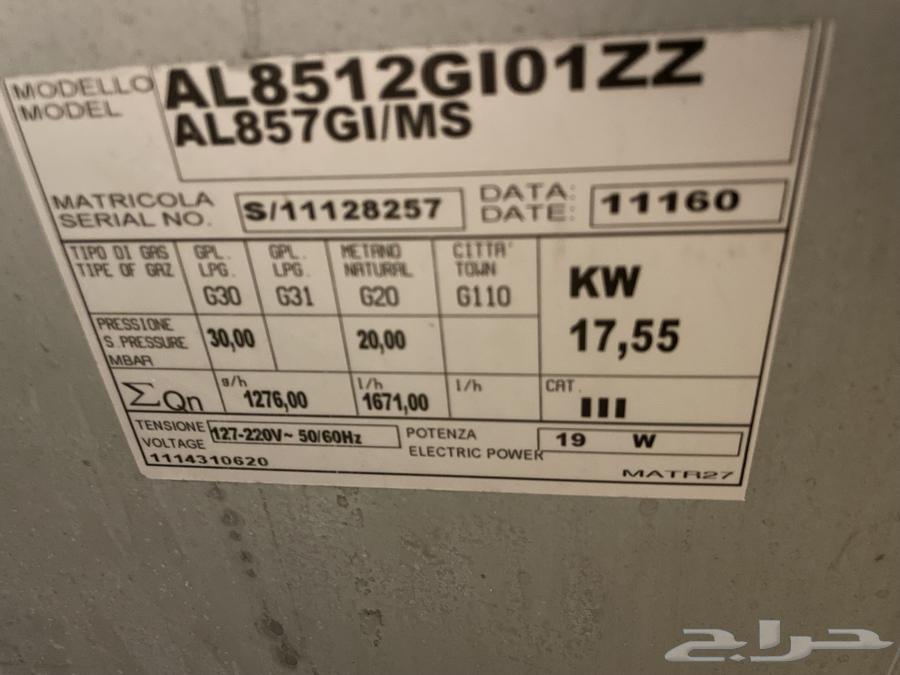 MODELLO AL8512GI01ZZ
MODEL AL857GI/MS
MATRICOLA
SERIAL NO. S/11128257 DATA:
DATE: 11160
TIPO DI GAS
TYPE OF GAZ
GPL.
LPG.
G30
GPL.
LPG.
G31
METANO
NATURAL
G20
CITTA'
TOWN
G110
KW
17,55
PRESSIONE
S.PRESSURE
MBAR
30,00
20,00
ΣQn
g/h
1276,00
l/h
1671,00
l/h
CAT.
III
TENSIONE
VOLTAGE
127-220V~ 50/60Hz
POTENZA
ELECTRIC POWER
19 W
1114310620
MATR27
حراج